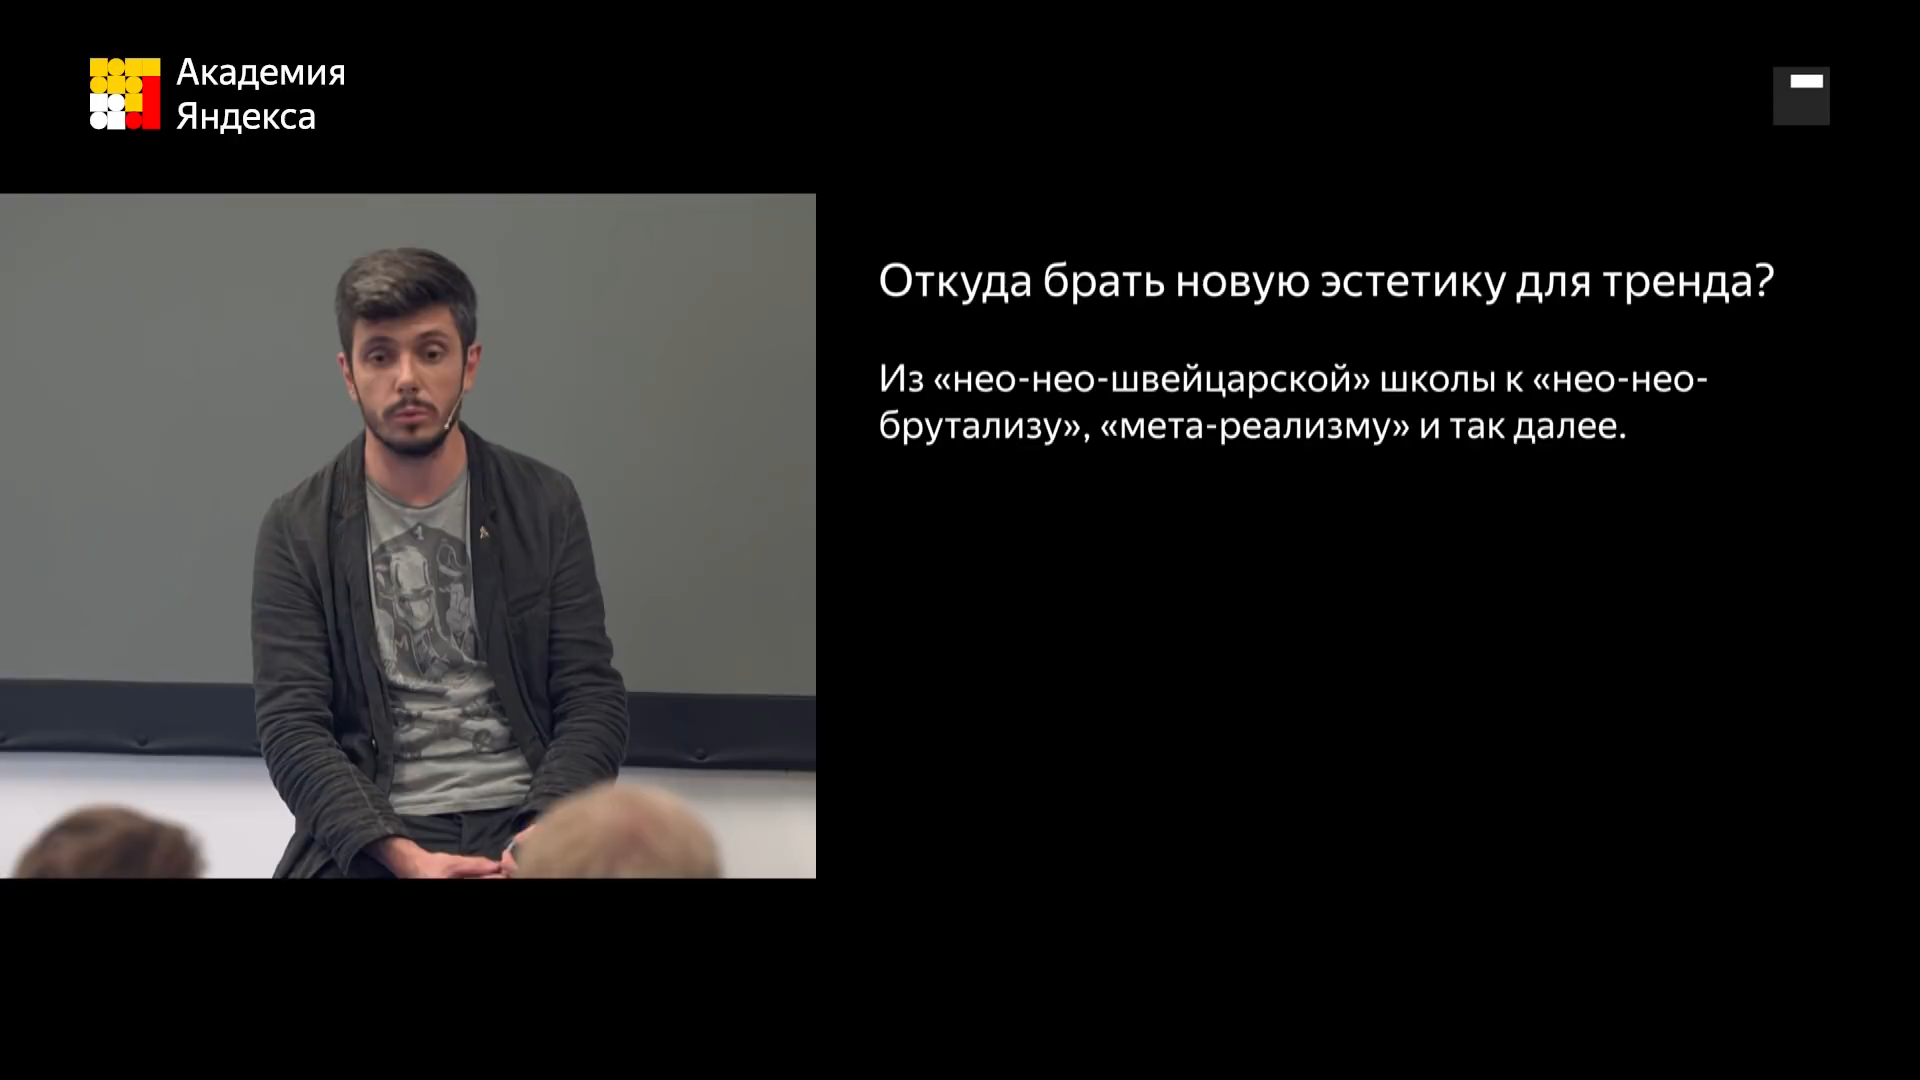 Академия
Яндекса
Откуда брать новую эстетику для тренда?
Из «нео-нео-швейцарской» школы к «нео-нео-
брутализу», «мета-реализму» и так далее.
1